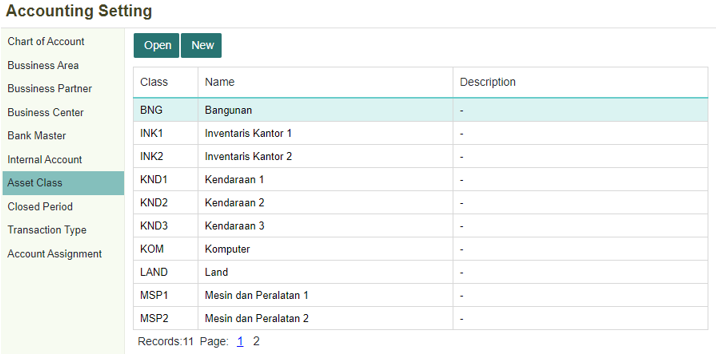 Accounting Setting
Chart of Account
Bussiness Area
Bussiness Partner
Business Center
Bank Master
Internal Account
Asset Class
Closed Period
Transaction Type
Account Assignment
Open New
Class Name Description
BNG Bangunan -
INK1 Inventaris Kantor 1 -
INK2 Inventaris Kantor 2 -
KND1 Kendaraan 1 -
KND2 Kendaraan 2 -
KND3 Kendaraan 3 -
KOM Komputer -
LAND Land -
MSP1 Mesin dan Peralatan 1 -
MSP2 Mesin dan Peralatan 2 -
Records:11 Page: 1 2